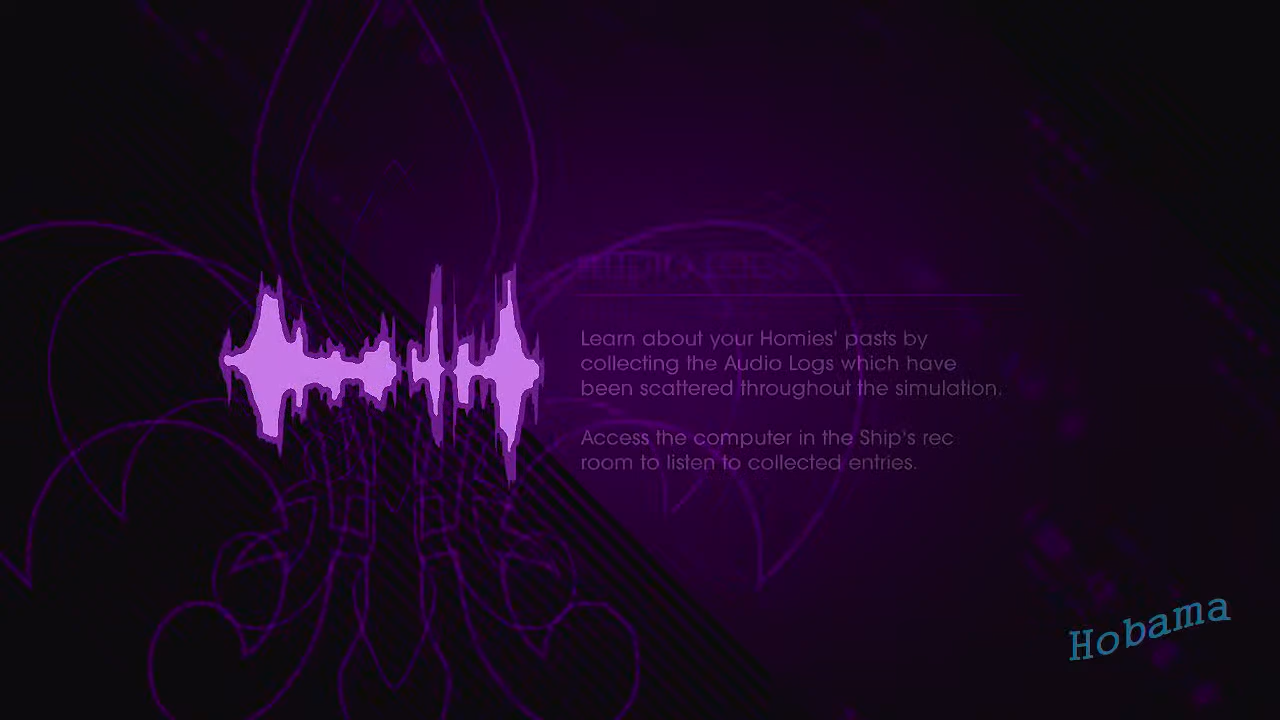 Learn about your Homies' pasts by
collecting the Audio Logs which have
been scattered throughout the simulation.
Access the computer in the Ship's rec
room to listen to collected entries.
Hobama